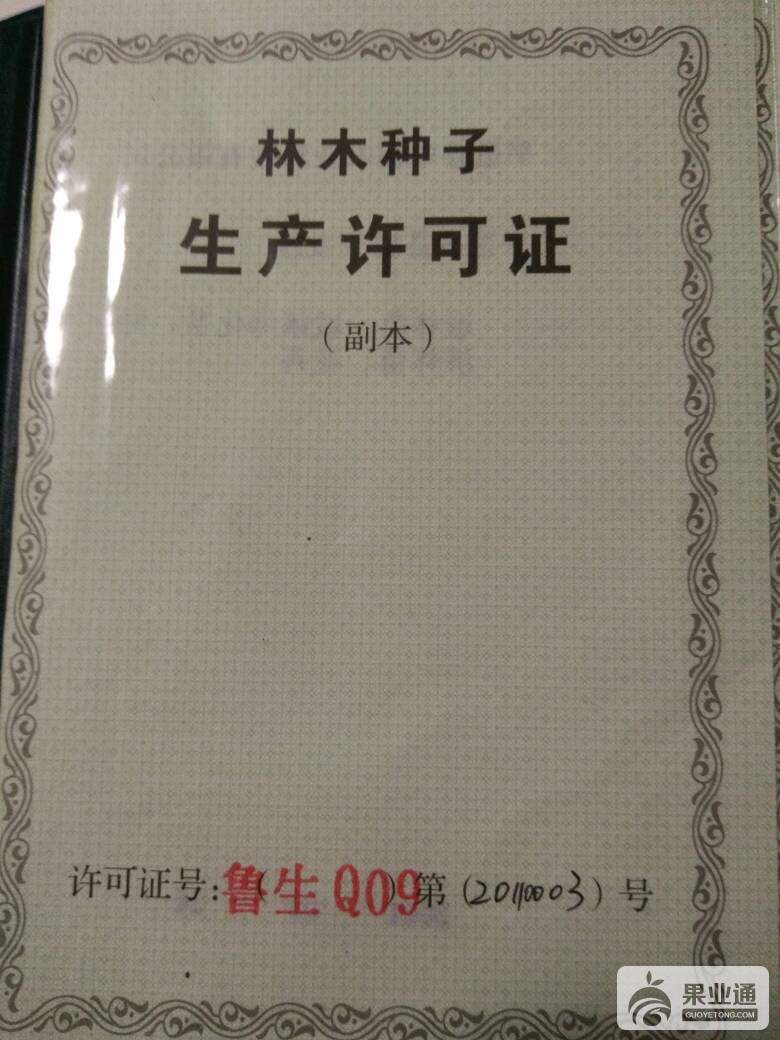 林木种子
生产许可证
（副本）
许可证号:(鲁生Q09)第(20110003)号
果业通
GUOYETONG.COM